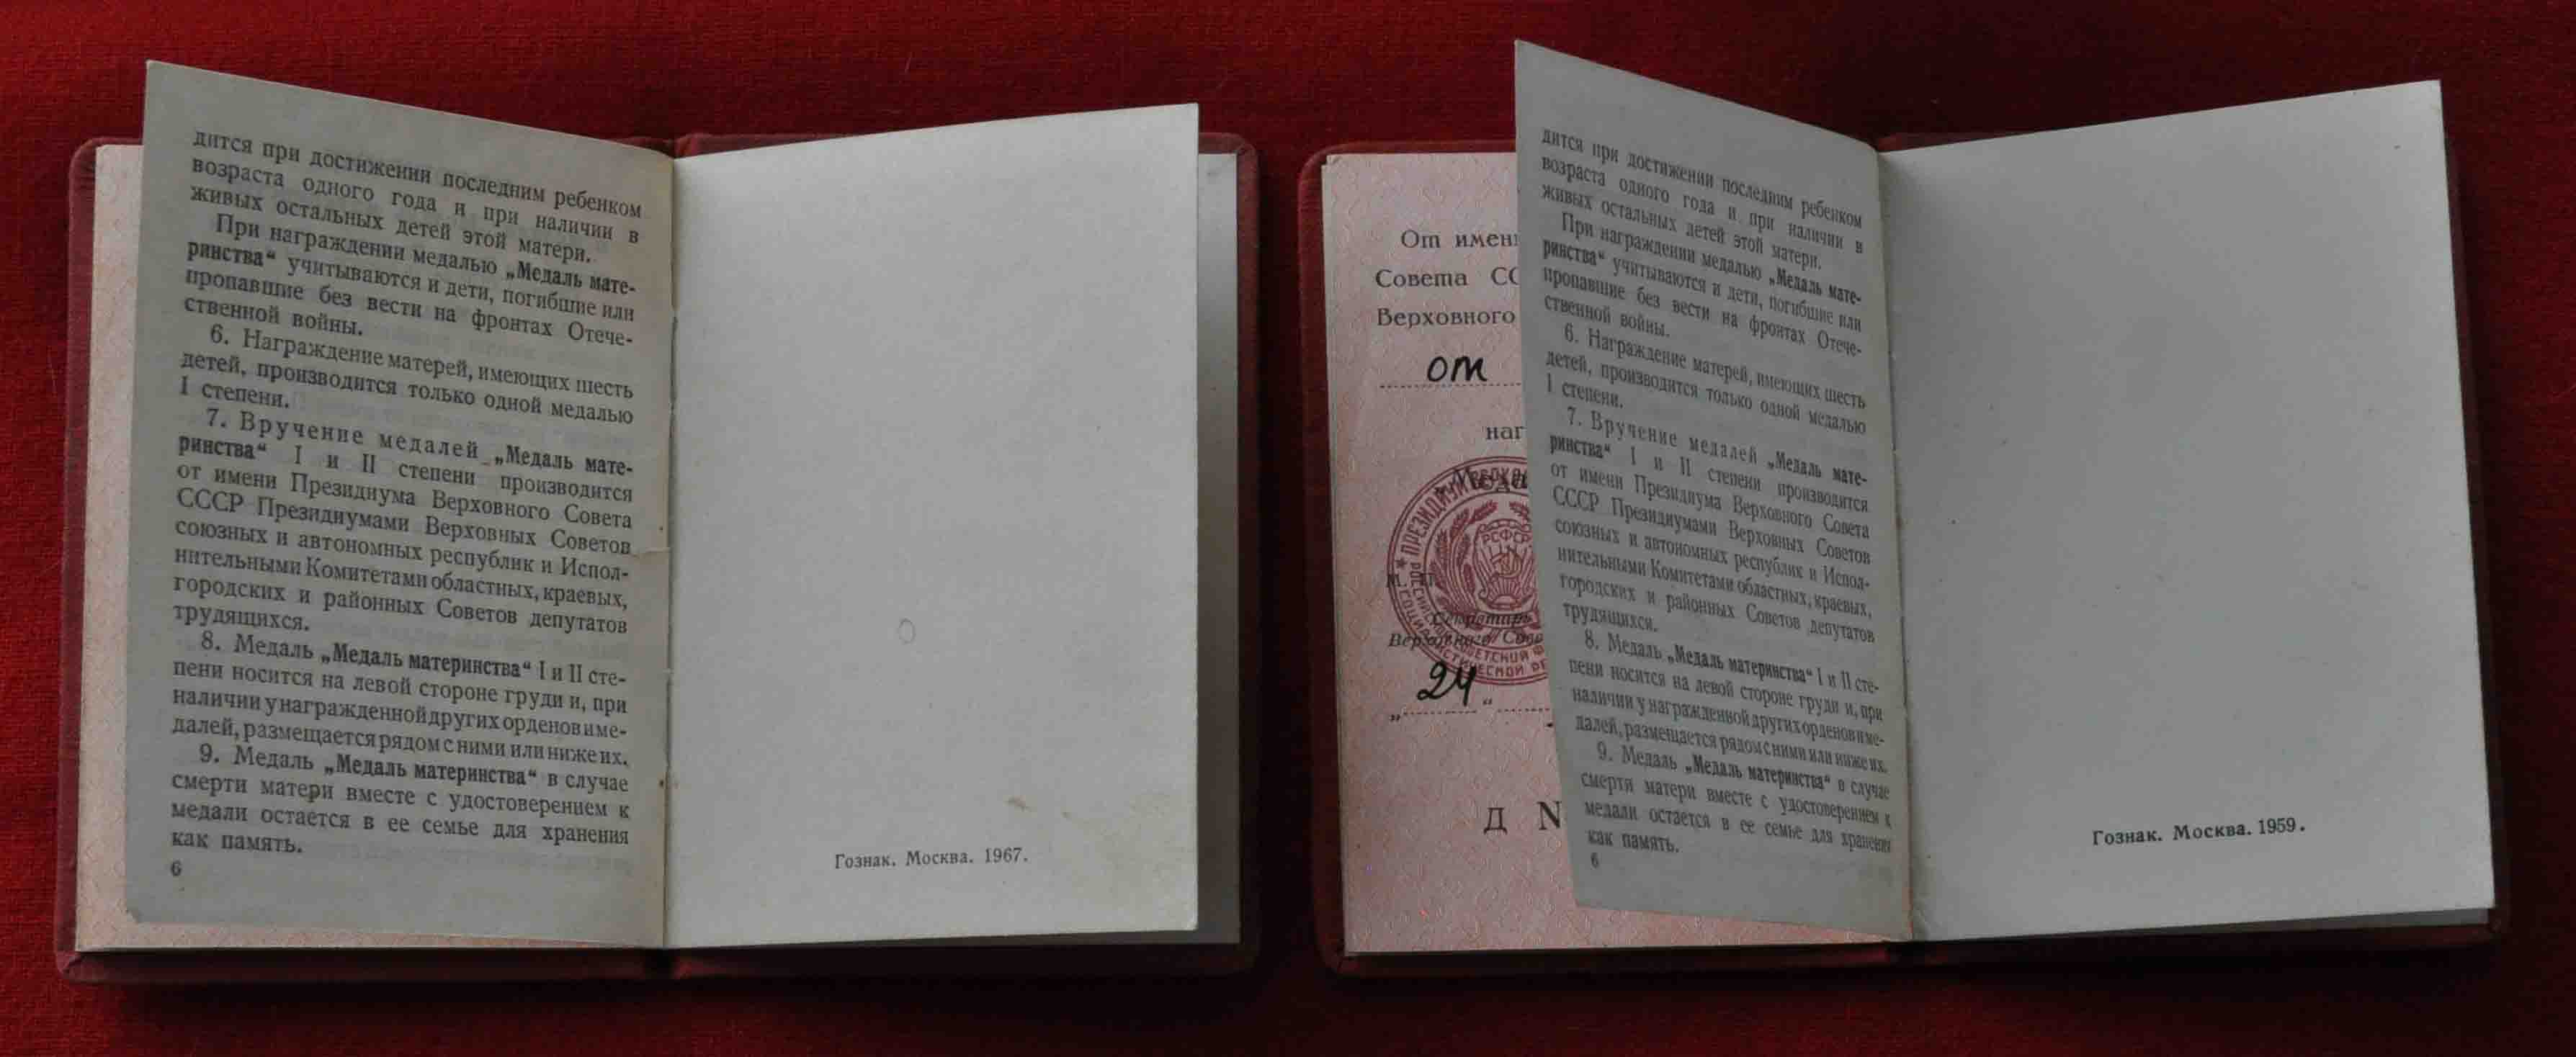 дится при достижении последним ребенком
возраста одного года и при наличии в
живых остальных детей этой матери.
При награждении медалью „Медаль мате-
ринства“ учитываются и дети, погибшие или
пропавшие без вести на фронтах Отече-
ственной войны.
6. Награждение матерей, имеющих шесть
детей, производится только одной медалью
I степени.
7. Вручение медалей „Медаль мате-
ринства“ I и II степени производится
от имени Президиума Верховного Совета
СССР Президиумами Верховных Советов
союзных и автономных республик и Испол-
нительными Комитетами областных, краевых,
городских и районных Советов депутатов
трудящихся.
8. Медаль „Медаль материнства“ I и II сте-
пени носится на левой стороне груди и, при
наличии у награжденной других орденов и ме-
далей, размещается рядом с ними или ниже их.
9. Медаль „Медаль материнства“ в случае
смерти матери вместе с удостоверением к
медали остается в ее семье для хранения
как память.
6
Гознак. Москва. 1967.
От имени
Совета СС
Верховного
от
наг
„Меда
ПРЕЗИДИУМ ВЕРХОВ
РСФСР
М. П.
Секретарь
Верховного Сове
„24“
Д №
дится при достижении последним ребенком
возраста одного года и при наличии в
живых остальных детей этой матери.
При награждении медалью „Медаль мате-
ринства“ учитываются и дети, погибшие или
пропавшие без вести на фронтах Отече-
ственной войны.
6. Награждение матерей, имеющих шесть
детей, производится только одной медалью
I степени.
7. Вручение медалей „Медаль мате-
ринства“ I и II степени производится
от имени Президиума Верховного Совета
СССР Президиумами Верховных Советов
союзных и автономных республик и Испол-
нительными Комитетами областных, краевых,
городских и районных Советов депутатов
трудящихся.
8. Медаль „Медаль материнства“ I и II сте-
пени носится на левой стороне груди и, при
наличии у награжденной других орденов и ме-
далей, размещается рядом с ними или ниже их.
9. Медаль „Медаль материнства“ в случае
смерти матери вместе с удостоверением к
медали остается в ее семье для хранения
как память.
6
Гознак. Москва. 1959.